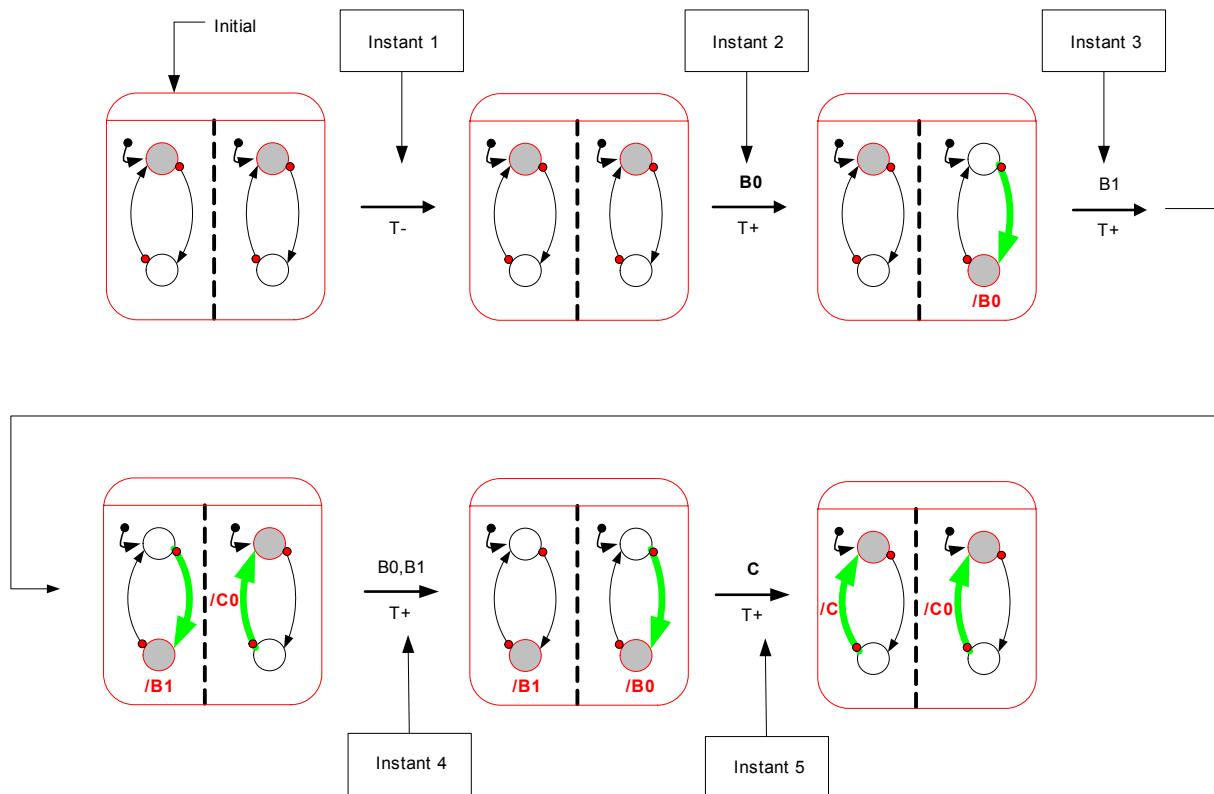 Initial
Instant 1
Instant 2
Instant 3
T-
B0
T+
/B0
B1
T+
/B1
/C0
B0,B1
T+
/B1
/B0
C
T+
/C
/C0
Instant 4
Instant 5